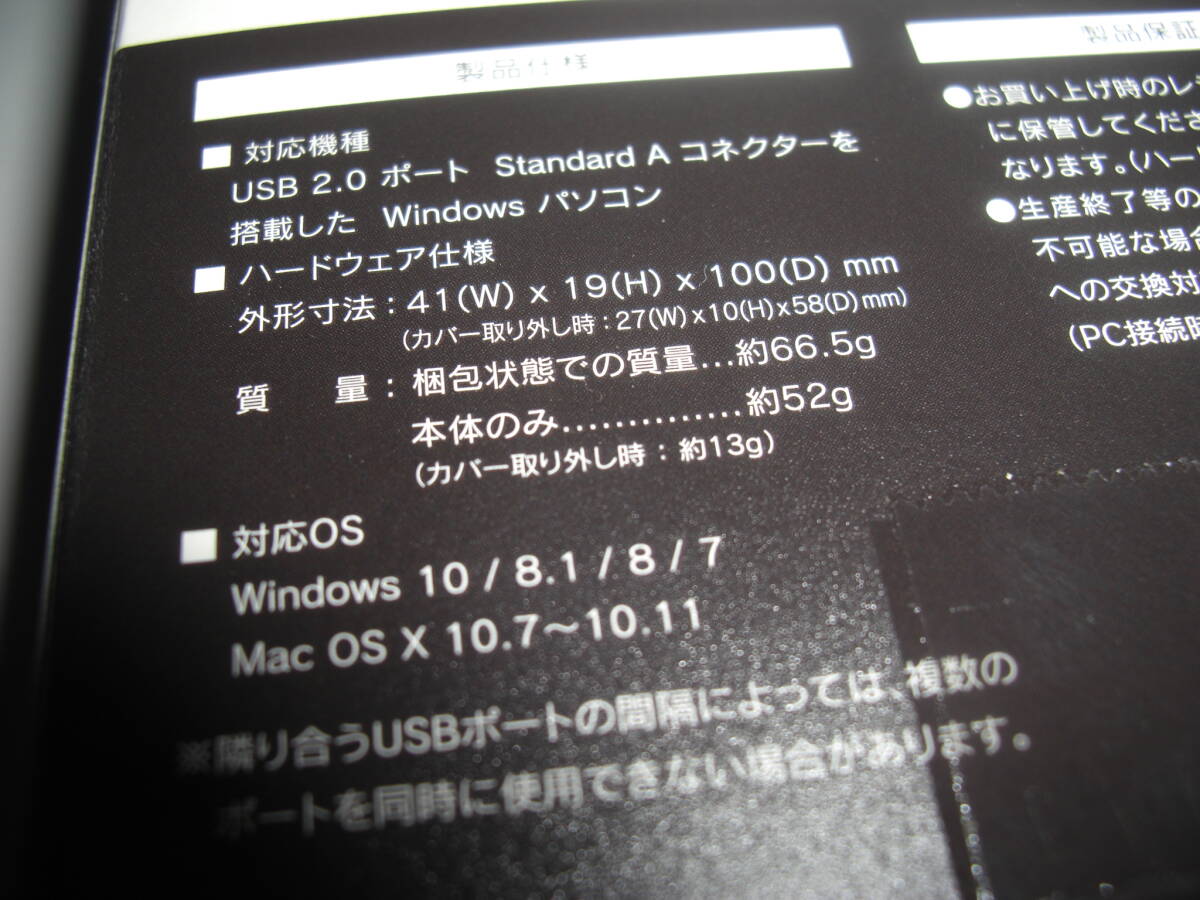 製品仕様
■ 対応機種
USB 2.0 ポート Standard A コネクターを
搭載した Windows パソコン
■ ハードウェア仕様
外形寸法：41(W) x 19(H) x 100(D) mm
(カバー取り外し時：27(W)x10(H)x58(D)mm)
質 量：梱包状態での質量…約66.5g
本体のみ……………約52g
(カバー取り外し時：約13g)
■ 対応OS
Windows 10 / 8.1 / 8 / 7
Mac OS X 10.7～10.11
※隣り合うUSBポートの間隔によっては、複数の
ポートを同時に使用できない場合があります。
製品保証
●お買い上げ時のレ
に保管してくださ
なります。(ハー
●生産終了等の
不可能な場合
への交換対
(PC接続時